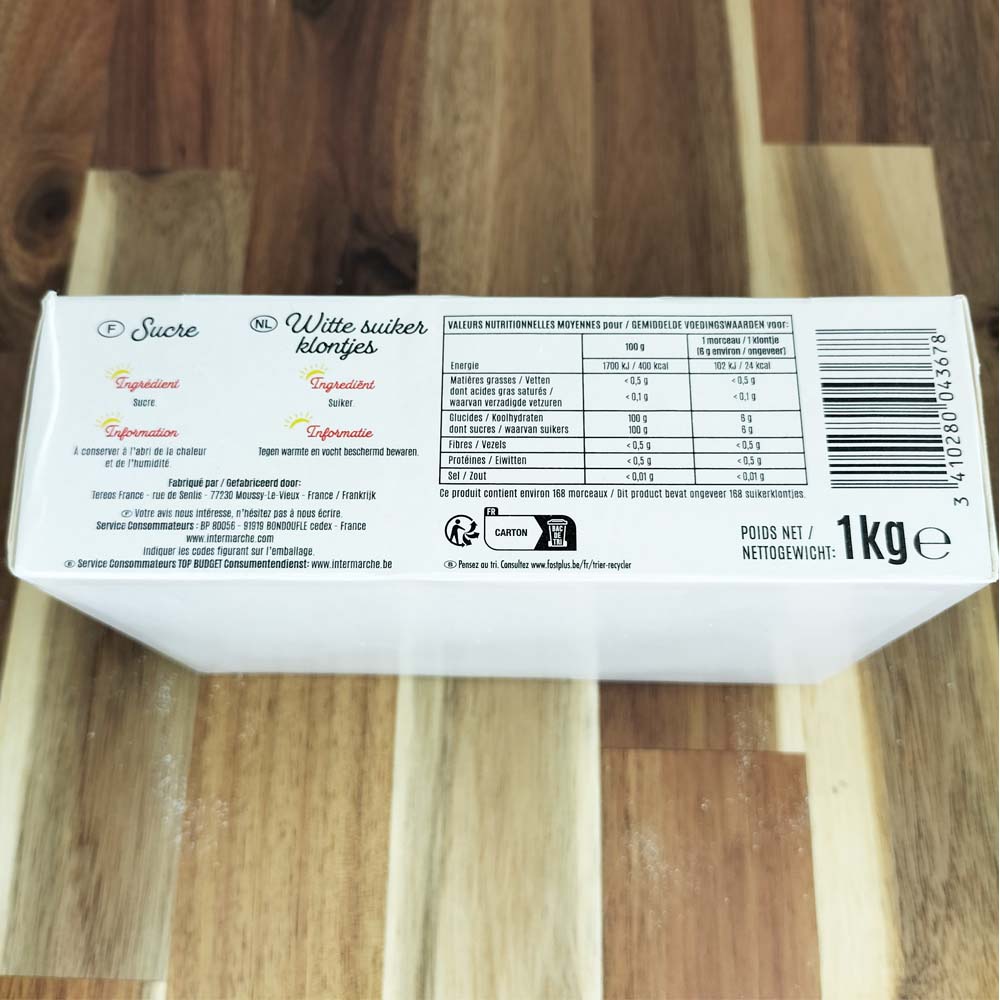 F Sucre
Ingrédient
Sucre.
Information
À conserver à l'abri de la chaleur
et de l'humidité.
NL Witte suiker
klontjes
Ingrediënt
Suiker.
Informatie
Tegen warmte en vocht beschermd bewaren.
Fabriqué par / Gefabriceerd door:
Tereos France - rue de Senlis - 77230 Moussy-Le-Vieux - France / Frankrijk
F Votre avis nous intéresse, n'hésitez pas à nous écrire.
Service Consommateurs : BP 80056 - 91919 BONDOUFLE cedex - France
www.intermarche.com
Indiquer les codes figurant sur l'emballage.
B Service Consommateurs TOP BUDGET Consumentendienst: www.intermarche.be
VALEURS NUTRITIONNELLES MOYENNES pour / GEMIDDELDE VOEDINGSWAARDEN voor:
100 g
1 morceau / 1 klontje
(6 g environ / ongeveer)
Energie 1700 kJ / 400 kcal 102 kJ / 24 kcal
Matières grasses / Vetten < 0,5 g < 0,5 g
dont acides gras saturés /
waarvan verzadigde vetzuren < 0,1 g < 0,1 g
Glucides / Koolhydraten 100 g 6 g
dont sucres / waarvan suikers 100 g 6 g
Fibres / Vezels < 0,5 g < 0,5 g
Protéines / Eiwitten < 0,5 g < 0,5 g
Sel / Zout < 0,01 g < 0,01 g
Ce produit contient environ 168 morceaux / Dit product bevat ongeveer 168 suikerklontjes.
FR
CARTON
BAC
DE
TRI
B Pensez au tri. Consultez www.fostplus.be/fr/trier-recycler
POIDS NET /
NETTOGEWICHT: 1kg e
3 410280 043678